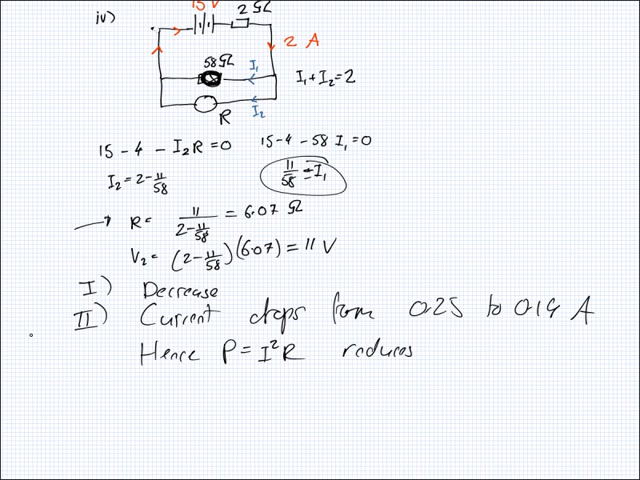 iv)
15 V
2 Ω
2 A
58 Ω
I₁
I₁ + I₂ = 2
R
I₂
15 - 4 - I₂ R = 0
15 - 4 - 58 I₁ = 0
I₂ = 2 - 11/58
11/58 = I₁
→ R = 11/(2 - 11/58) = 6.07 Ω
V₂ = (2 - 11/58)(6.07) = 11 V
I) Decrease
II) Current drops from 0.25 to 0.19 A
Hence P = I²R reduces